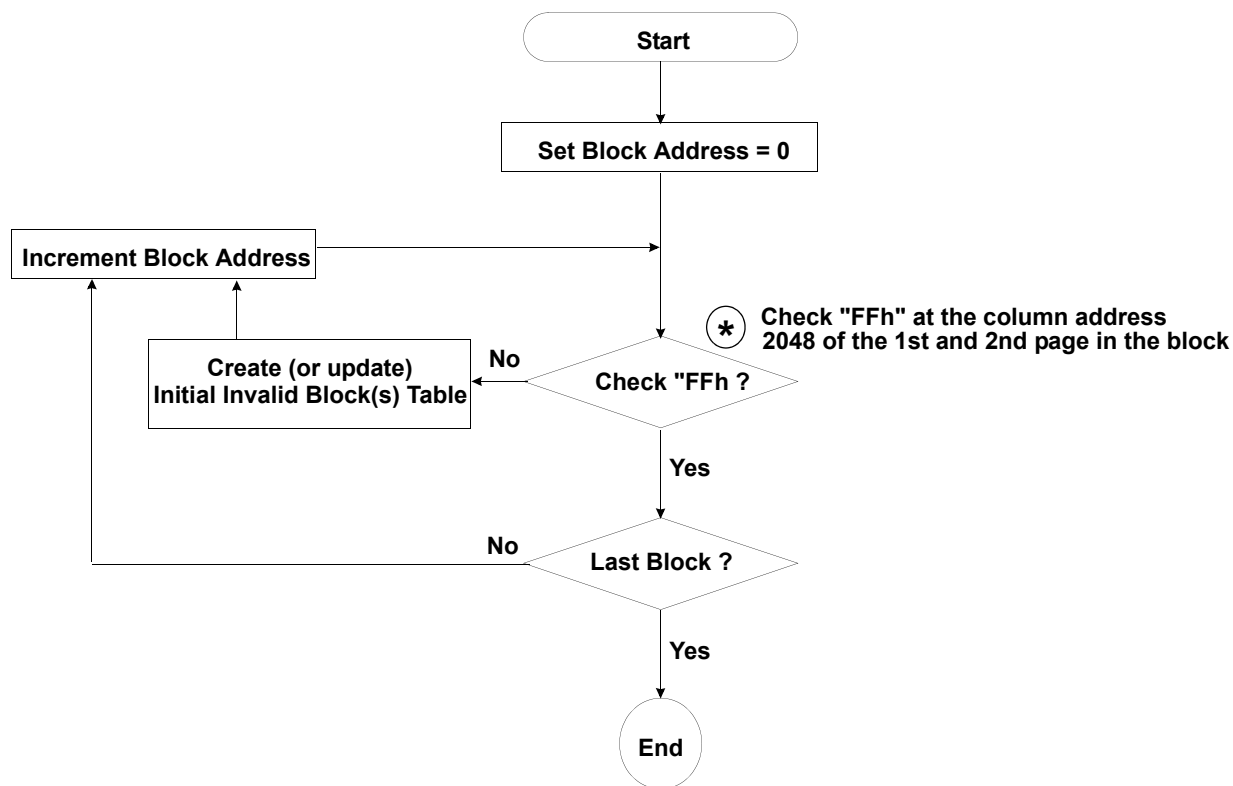 Start
Set Block Address = 0
Increment Block Address
*
Check "FFh" at the column address
2048 of the 1st and 2nd page in the block
No
Create (or update)
Initial Invalid Block(s) Table
Check "FFh ?
Yes
No
Last Block ?
Yes
End